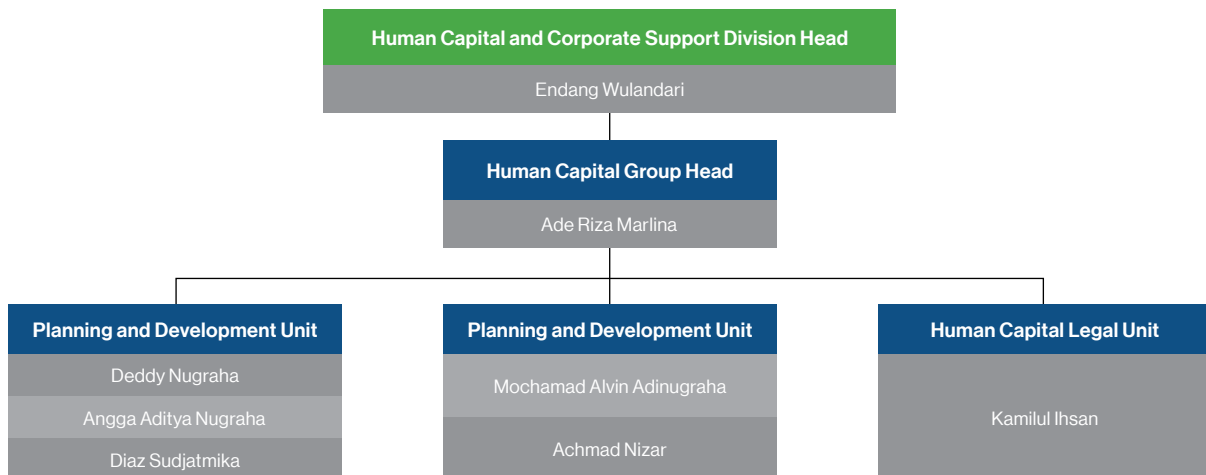 Human Capital and Corporate Support Division Head
Endang Wulandari
Human Capital Group Head
Ade Riza Marlina
Planning and Development Unit
Deddy Nugraha
Angga Aditya Nugraha
Diaz Sudjatmika
Planning and Development Unit
Mochamad Alvin Adinugraha
Achmad Nizar
Human Capital Legal Unit
Kamilul Ihsan